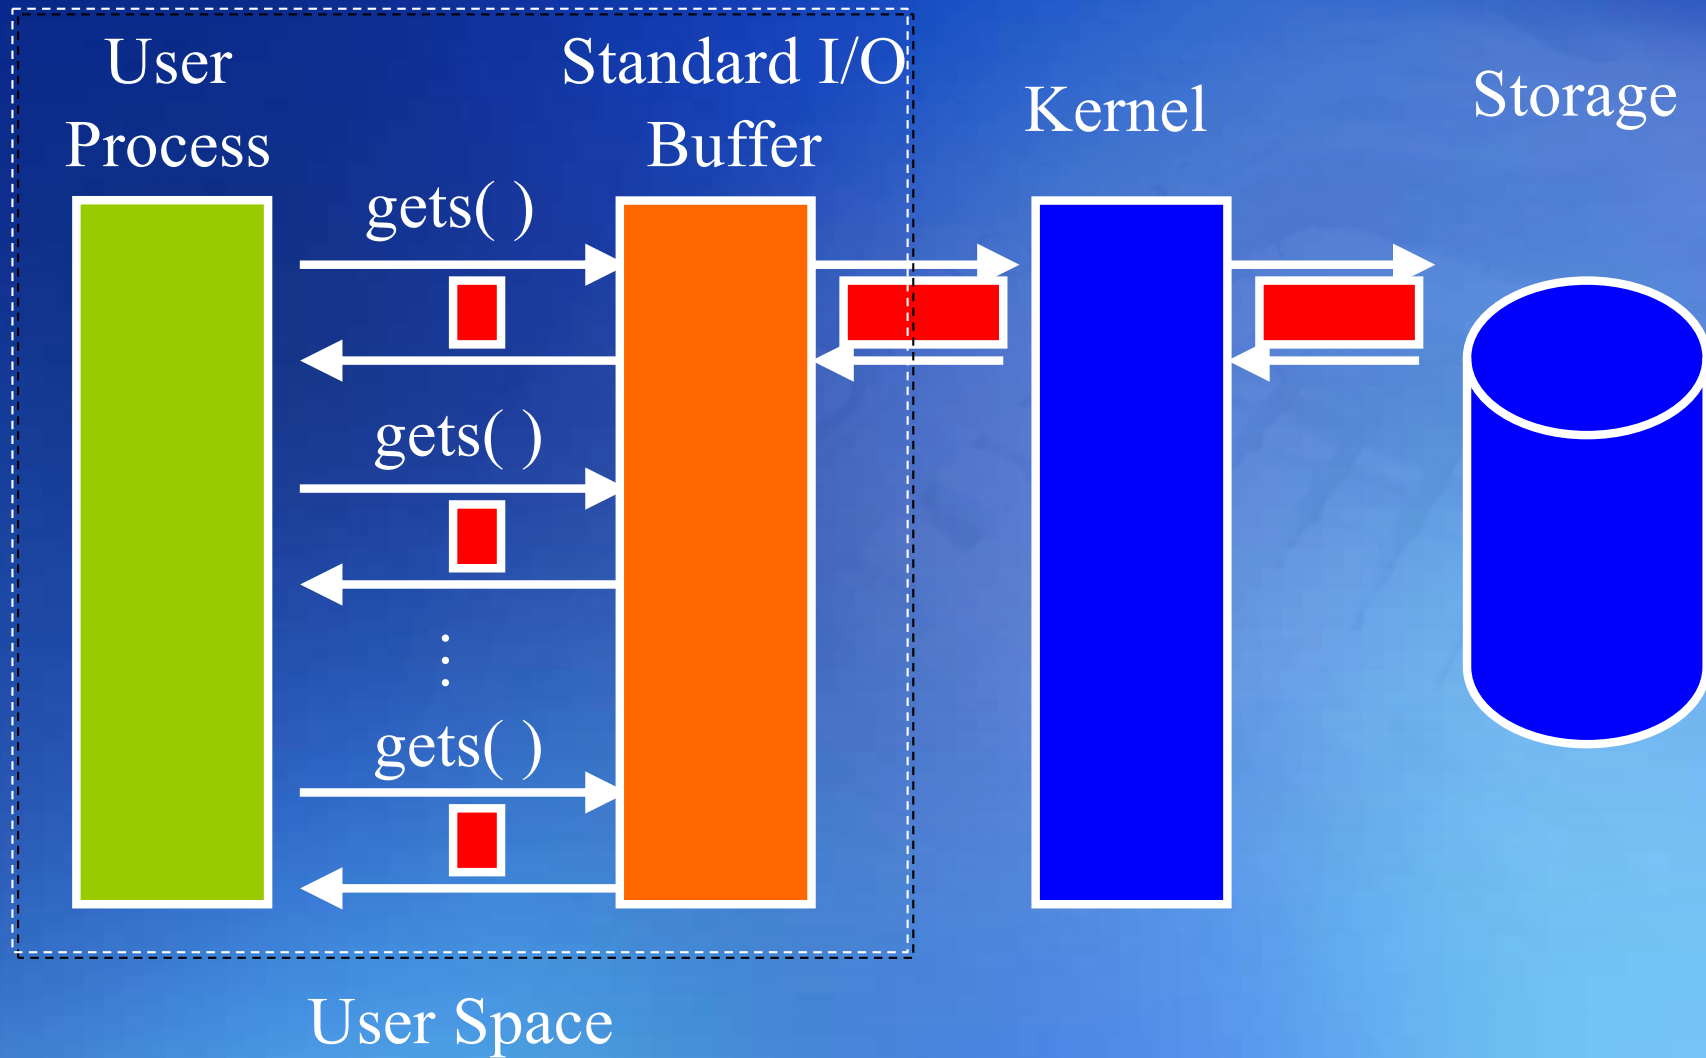 User
Process
Standard I/O
Buffer
Kernel
Storage
gets( )
gets( )
⋮
gets( )
User Space